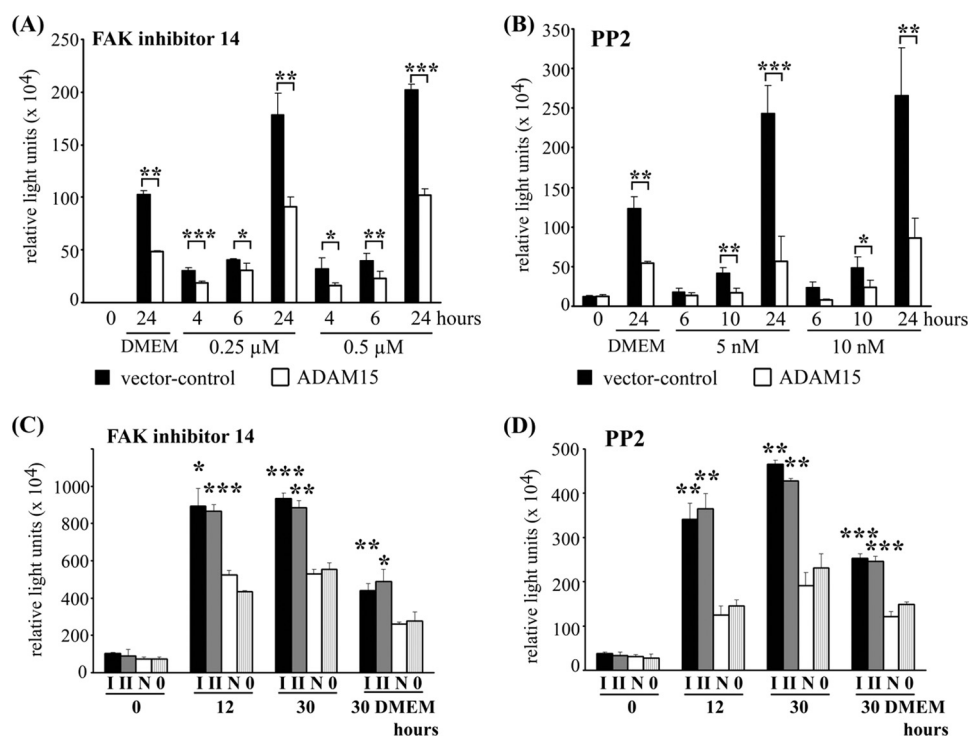 (A)
FAK inhibitor 14
relative light units (x 10⁴)
250
200
150
100
50
**
***
*
**
*
**
***
0 24 4 6 24 4 6 24 hours
DMEM 0.25 µM 0.5 µM
vector-control ADAM15
(B)
PP2
relative light units (x 10⁴)
350
300
250
200
150
100
50
0
**
**
***
*
**
0 24 6 10 24 6 10 24 hours
DMEM 5 nM 10 nM
vector-control ADAM15
(C)
FAK inhibitor 14
relative light units (x 10⁴)
1000
800
600
400
200
0
*
***
***
**
**
*
I II N 0 I II N 0 I II N 0 I II N 0
0 12 30 30 DMEM
hours
(D)
PP2
relative light units (x 10⁴)
500
400
300
200
100
0
**
**
**
**
***
***
I II N 0 I II N 0 I II N 0 I II N 0
0 12 30 30 DMEM
hours